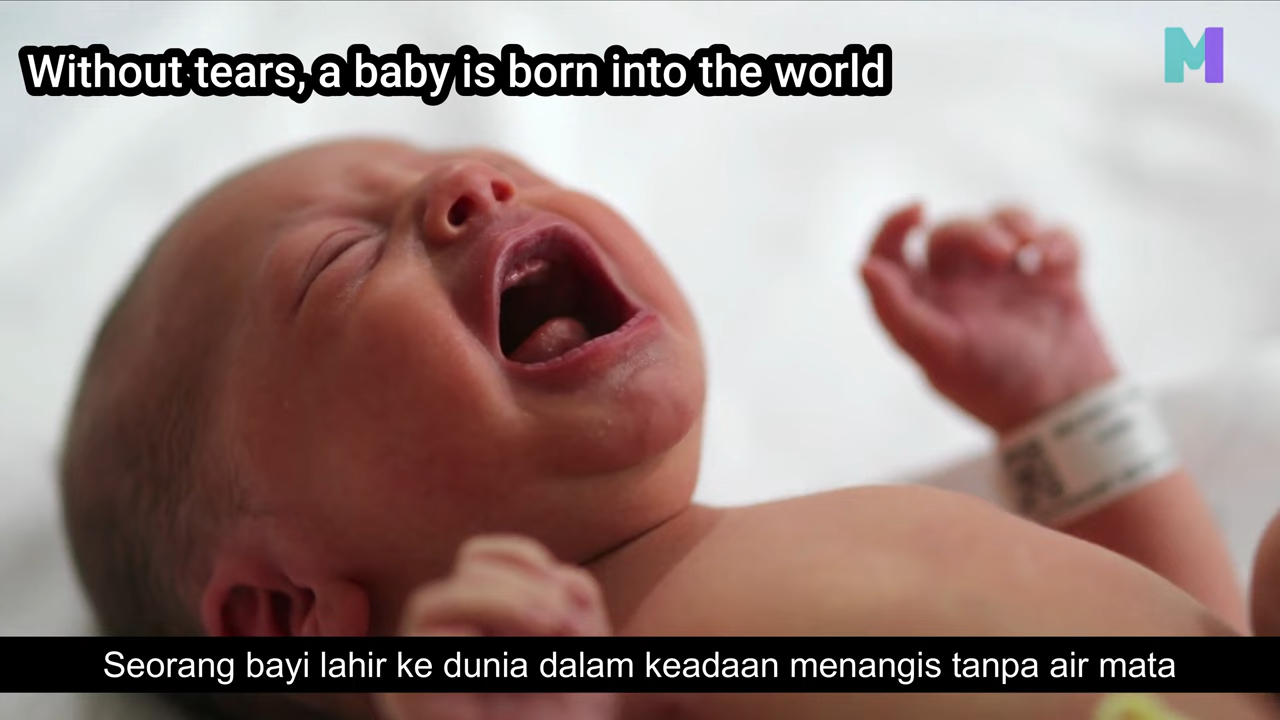 Without tears, a baby is born into the world
M
Seorang bayi lahir ke dunia dalam keadaan menangis tanpa air mata